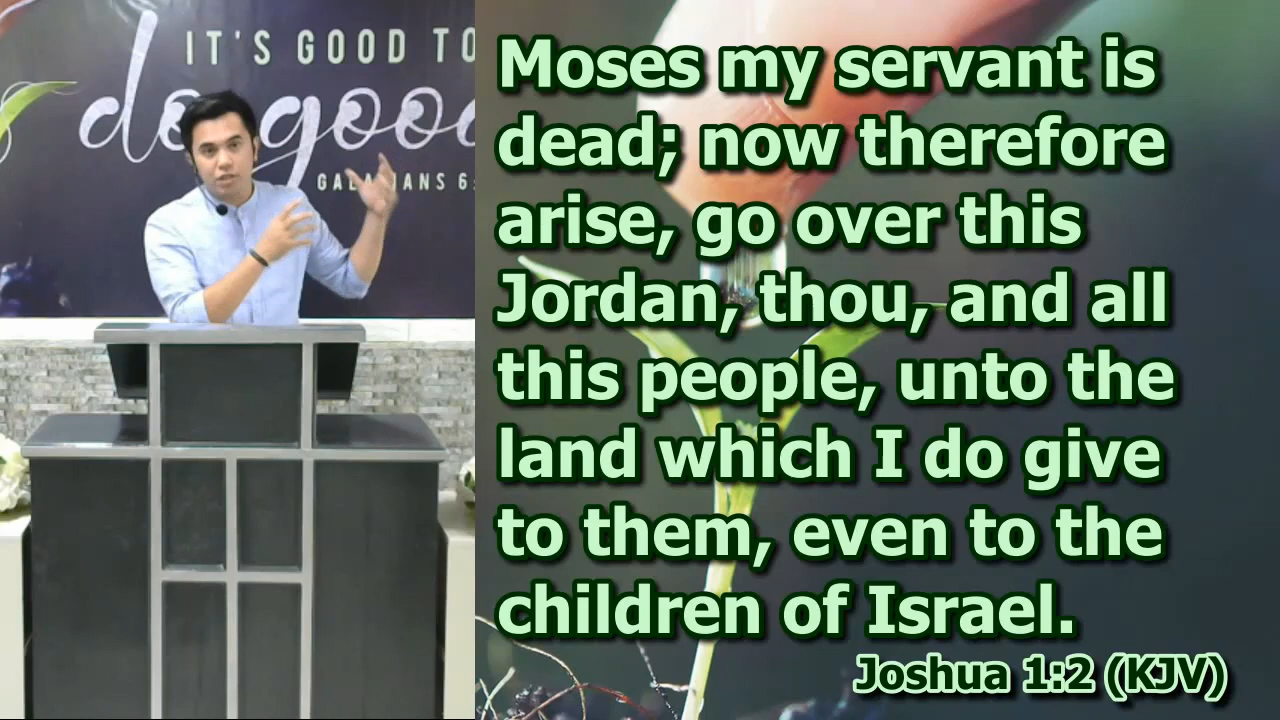 IT'S GOOD TO
do good
GALATIANS 6:
Moses my servant is
dead; now therefore
arise, go over this
Jordan, thou, and all
this people, unto the
land which I do give
to them, even to the
children of Israel.
Joshua 1:2 (KJV)